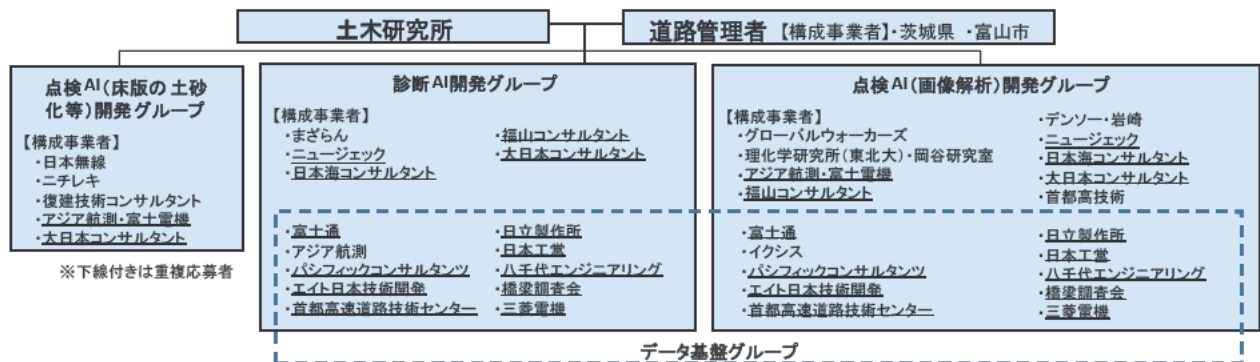 土木研究所
道路管理者 【構成事業者】・茨城県 ・富山市
点検AI(床版の土砂
化等)開発グループ
【構成事業者】
・日本無線
・ニチレキ
・復建技術コンサルタント
・アジア航測・富士電機
・大日本コンサルタント
※下線付きは重複応募者
診断AI開発グループ
【構成事業者】
・まざらん
・ニュージェック
・日本海コンサルタント
・福山コンサルタント
・大日本コンサルタント
・富士通
・アジア航測
・パシフィックコンサルタンツ
・エイト日本技術開発
・首都高速道路技術センター
・日立製作所
・日本工営
・八千代エンジニアリング
・橋梁調査会
・三菱電機
点検AI(画像解析)開発グループ
【構成事業者】
・グローバルウォーカーズ
・理化学研究所(東北大)・岡谷研究室
・アジア航測・富士電機
・福山コンサルタント
・デンソー・岩崎
・ニュージェック
・日本海コンサルタント
・大日本コンサルタント
・首都高技術
・富士通
・イクシス
・パシフィックコンサルタンツ
・エイト日本技術開発
・首都高速道路技術センター
・日立製作所
・日本工営
・八千代エンジニアリング
・橋梁調査会
・三菱電機
データ基盤グループ